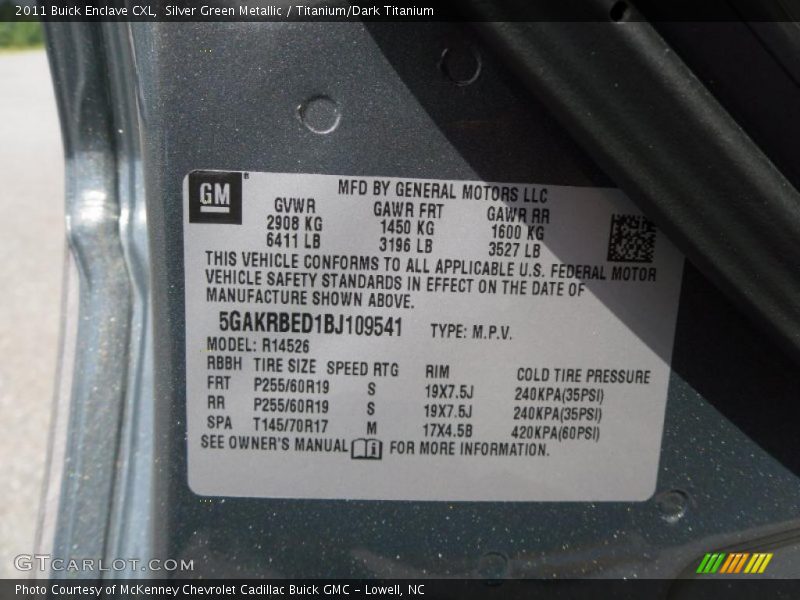 2011 Buick Enclave CXL, Silver Green Metallic / Titanium/Dark Titanium
GM ®
MFD BY GENERAL MOTORS LLC
GVWR GAWR FRT GAWR RR
2908 KG 1450 KG 1600 KG
6411 LB 3196 LB 3527 LB
THIS VEHICLE CONFORMS TO ALL APPLICABLE U.S. FEDERAL MOTOR
VEHICLE SAFETY STANDARDS IN EFFECT ON THE DATE OF
MANUFACTURE SHOWN ABOVE.
5GAKRBED1BJ109541 TYPE: M.P.V.
MODEL: R14526
RBBH TIRE SIZE SPEED RTG RIM COLD TIRE PRESSURE
FRT P255/60R19 S 19X7.5J 240KPA(35PSI)
RR P255/60R19 S 19X7.5J 240KPA(35PSI)
SPA T145/70R17 M 17X4.5B 420KPA(60PSI)
SEE OWNER'S MANUAL i FOR MORE INFORMATION.
GTCARLOT.COM
Photo Courtesy of McKenney Chevrolet Cadillac Buick GMC - Lowell, NC